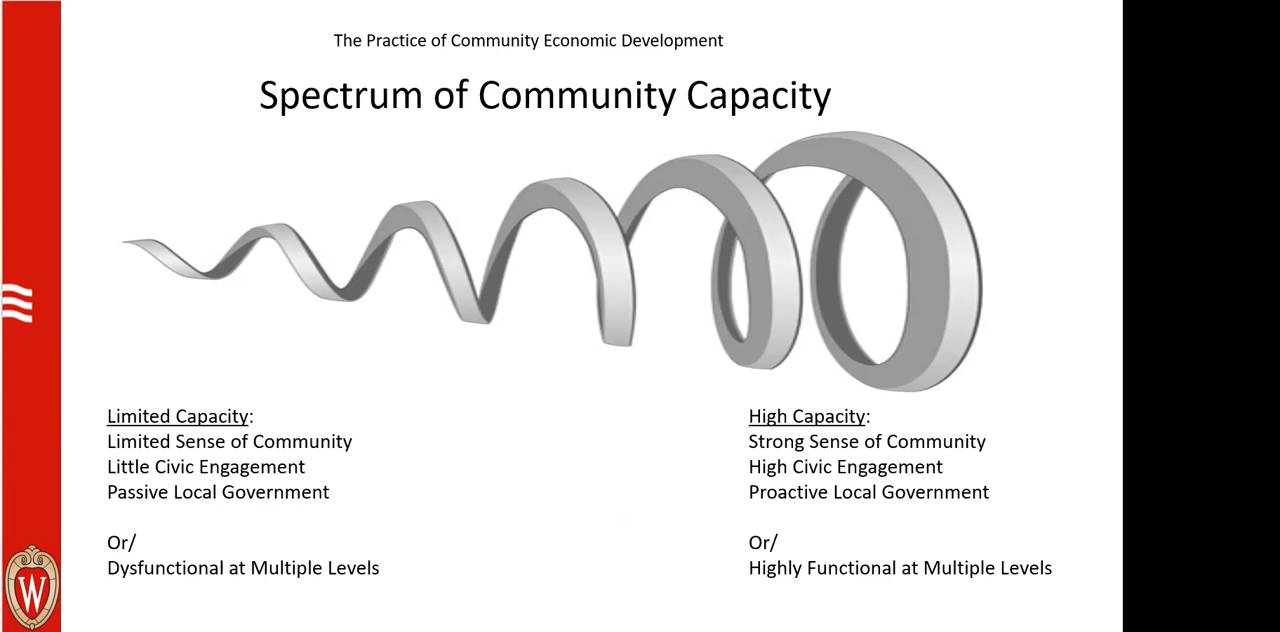 The Practice of Community Economic Development
Spectrum of Community Capacity
Limited Capacity:
Limited Sense of Community
Little Civic Engagement
Passive Local Government
Or/
Dysfunctional at Multiple Levels
High Capacity:
Strong Sense of Community
High Civic Engagement
Proactive Local Government
Or/
Highly Functional at Multiple Levels
W